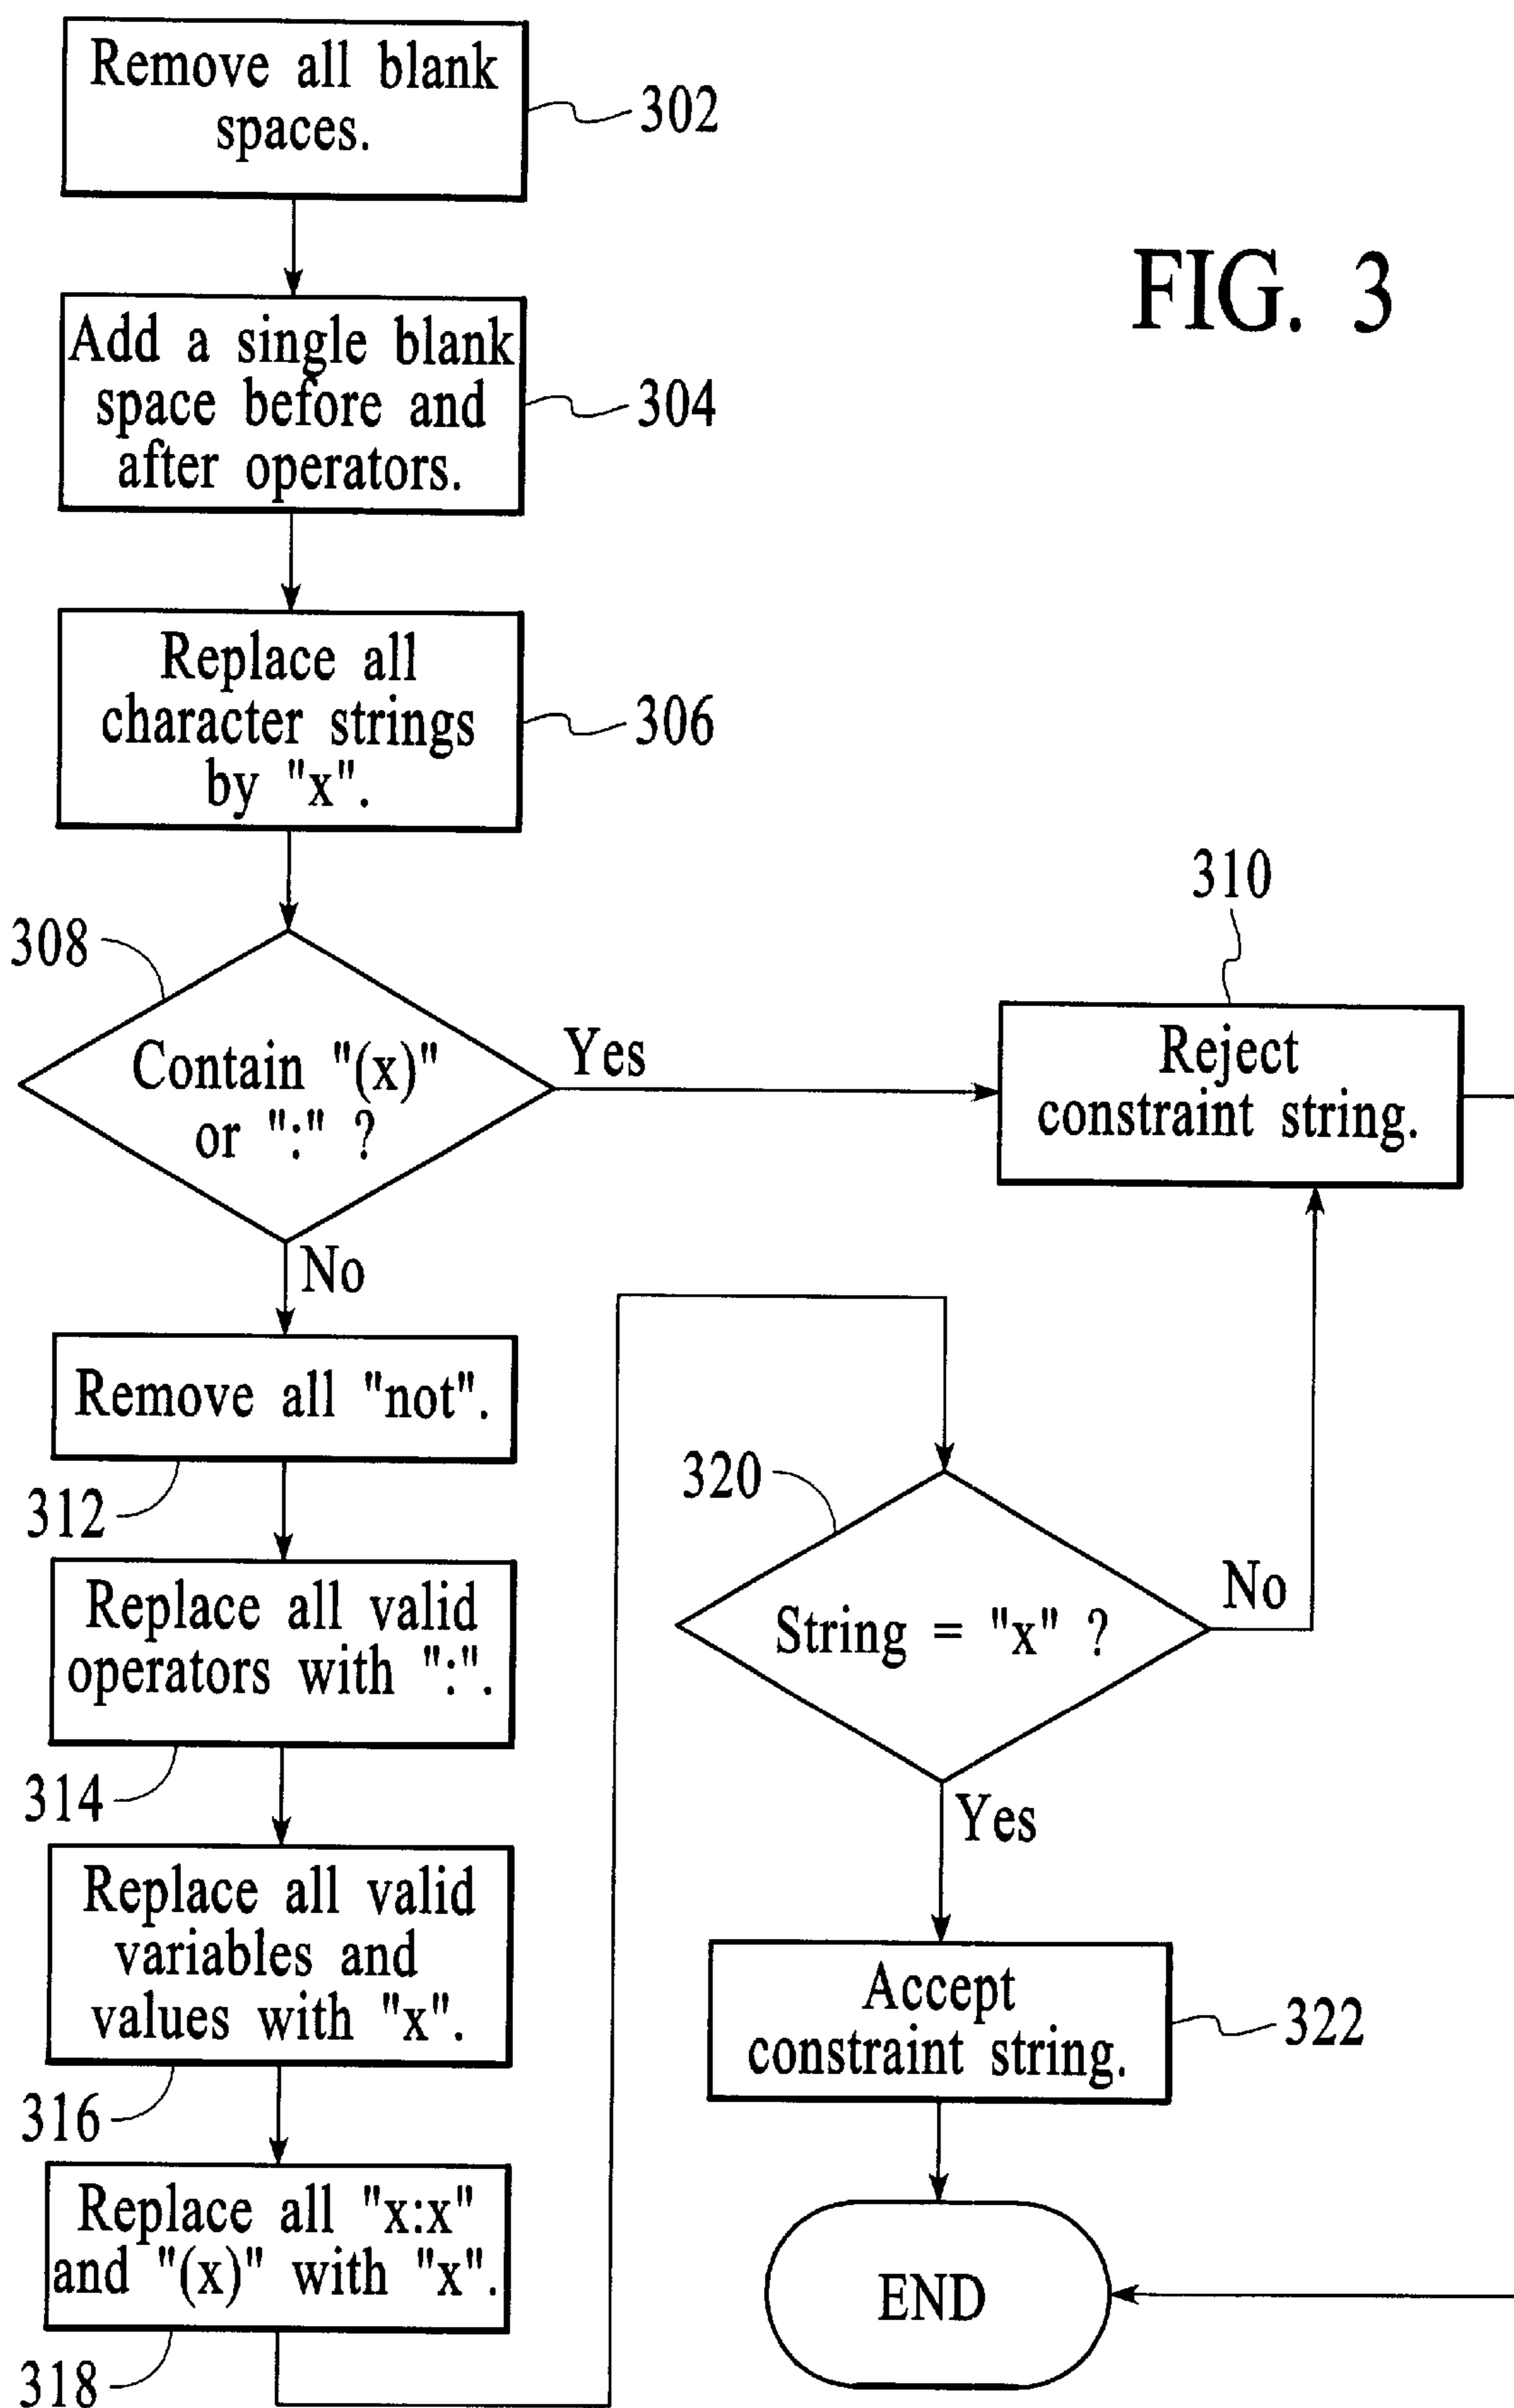 Remove all blank
spaces.
302
FIG. 3
Add a single blank
space before and
after operators.
304
Replace all
character strings
by "x".
306
308
Contain "(x)"
or ":" ?
Yes
No
310
Reject
constraint string.
Remove all "not".
312
Replace all valid
operators with ":".
314
Replace all valid
variables and
values with "x".
316
Replace all "x:x"
and "(x)" with "x".
318
320
String = "x" ?
No
Yes
Accept
constraint string.
322
END